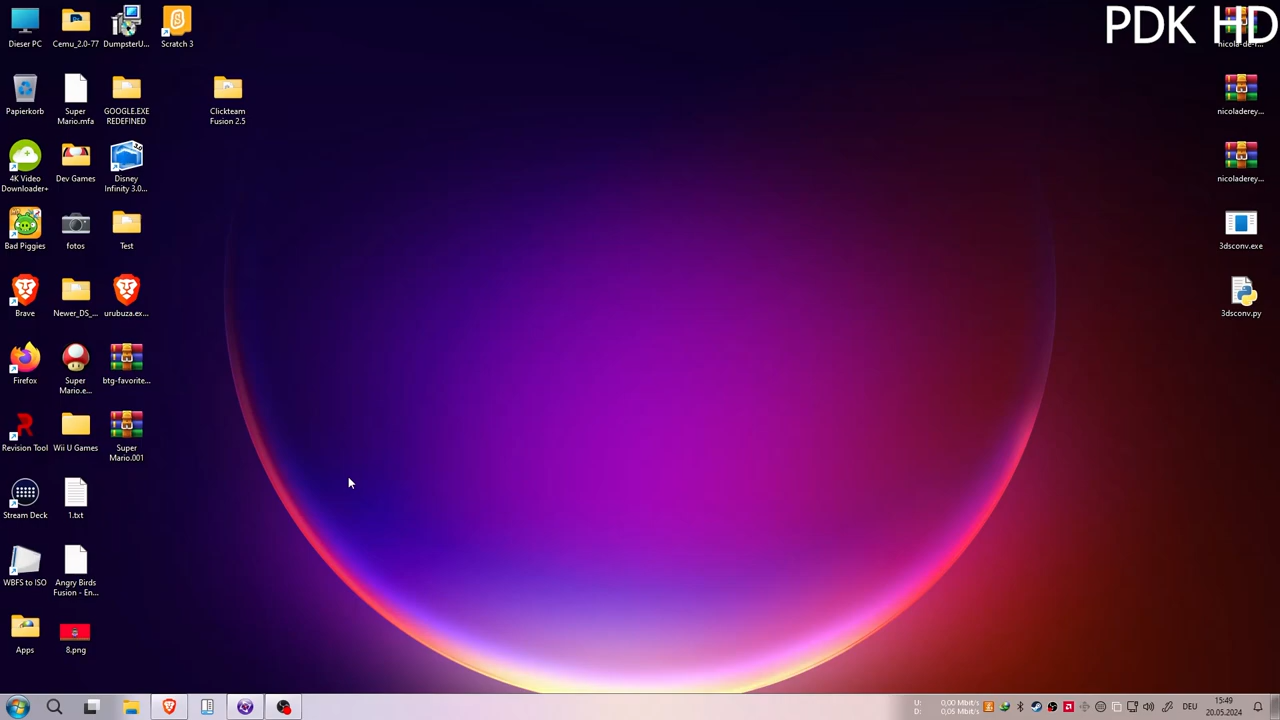 PDK HD
Dieser PC
Cemu_2.0-77
DumpsterU...
Scratch 3
Papierkorb
Super
Mario.mfa
GOOGLE.EXE
REDEFINED
Clickteam
Fusion 2.5
nicoladerey...
4K Video
Downloader+
Dev Games
3.0
Disney
Infinity 3.0...
nicoladerey...
Bad Piggies
fotos
Test
3dsconv.exe
Brave
Newer_DS_...
urubuza.ex...
3dsconv.py
Firefox
Super
Mario.e...
btg-favorite...
Revision Tool
Wii U Games
Super
Mario.001
Stream Deck
1.txt
WBFS to ISO
Angry Birds
Fusion - En...
Apps
8.png
U: 0,00 Mbit/s
D: 0,05 Mbit/s
DEU
15:49
20.05.2024